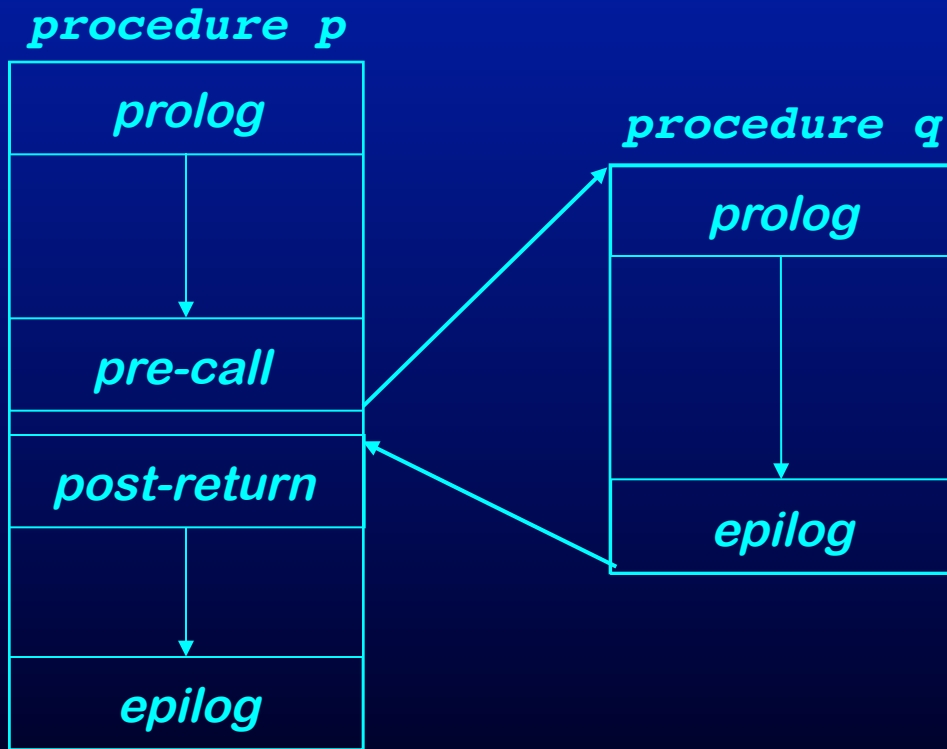 procedure p
prolog
pre-call
post-return
epilog
procedure q
prolog
epilog